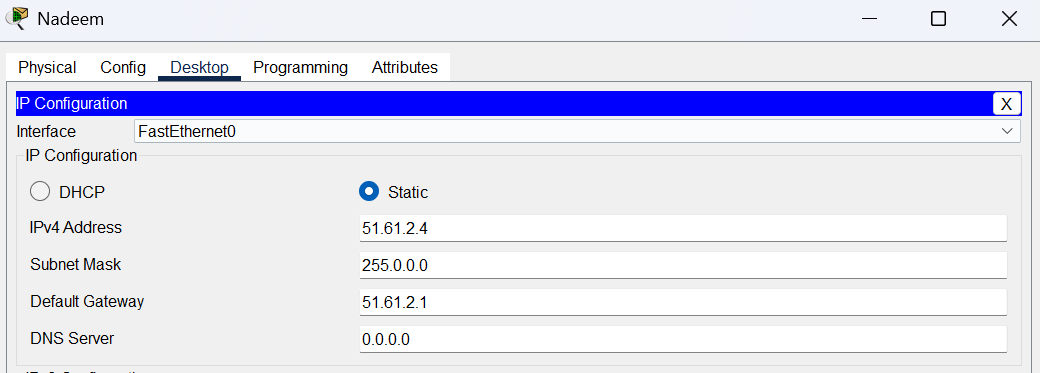 Nadeem
Physical Config Desktop Programming Attributes
IP Configuration X
Interface FastEthernet0
IP Configuration
DHCP Static
IPv4 Address 51.61.2.4
Subnet Mask 255.0.0.0
Default Gateway 51.61.2.1
DNS Server 0.0.0.0